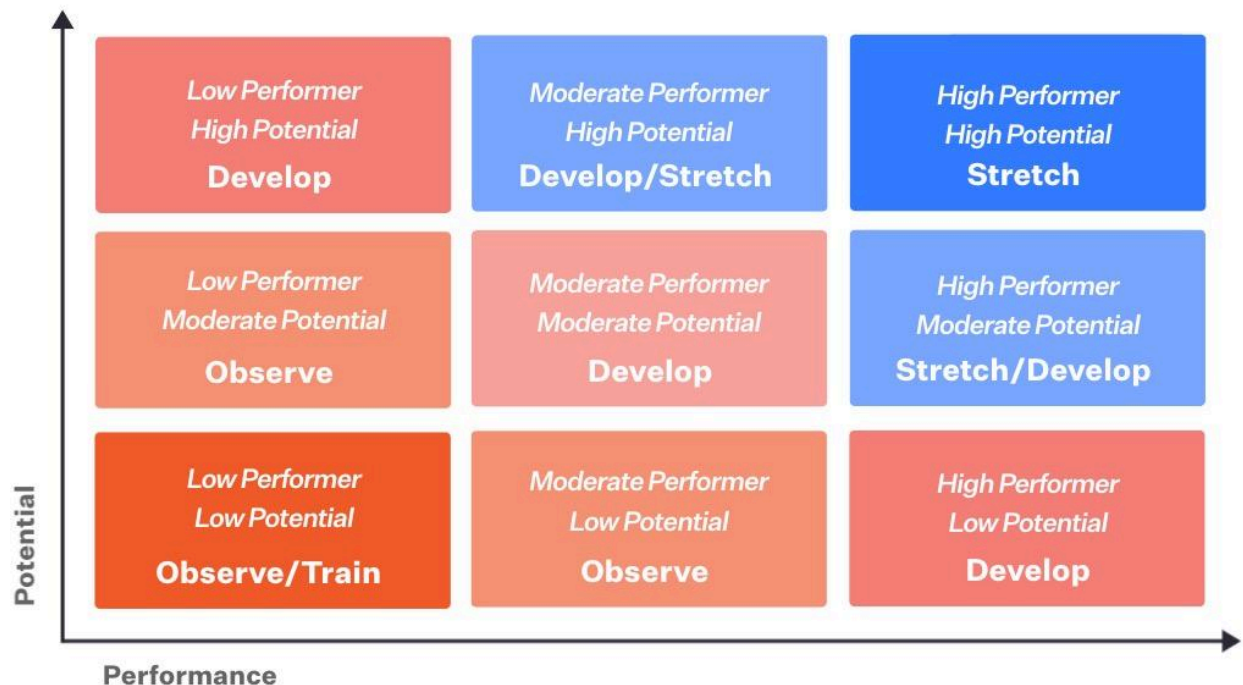 Low Performer
High Potential
Develop
Moderate Performer
High Potential
Develop/Stretch
High Performer
High Potential
Stretch
Low Performer
Moderate Potential
Observe
Moderate Performer
Moderate Potential
Develop
High Performer
Moderate Potential
Stretch/Develop
Low Performer
Low Potential
Observe/Train
Moderate Performer
Low Potential
Observe
High Performer
Low Potential
Develop
Potential
Performance